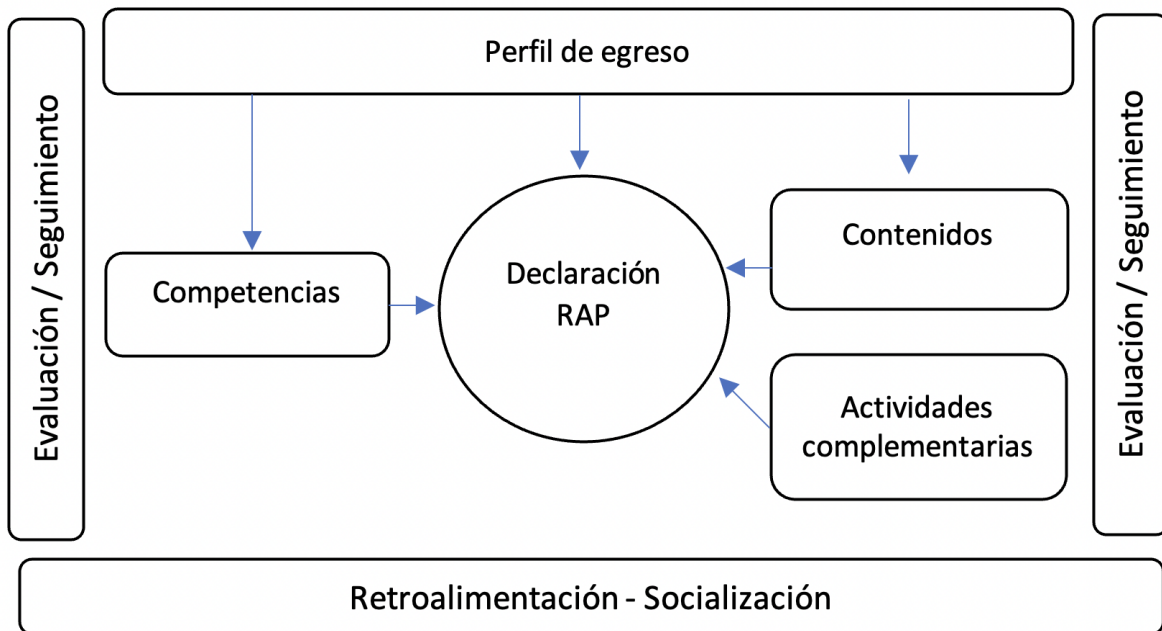 Perfil de egreso
Evaluación / Seguimiento
Competencias
Declaración
RAP
Contenidos
Actividades
complementarias
Evaluación / Seguimiento
Retroalimentación - Socialización